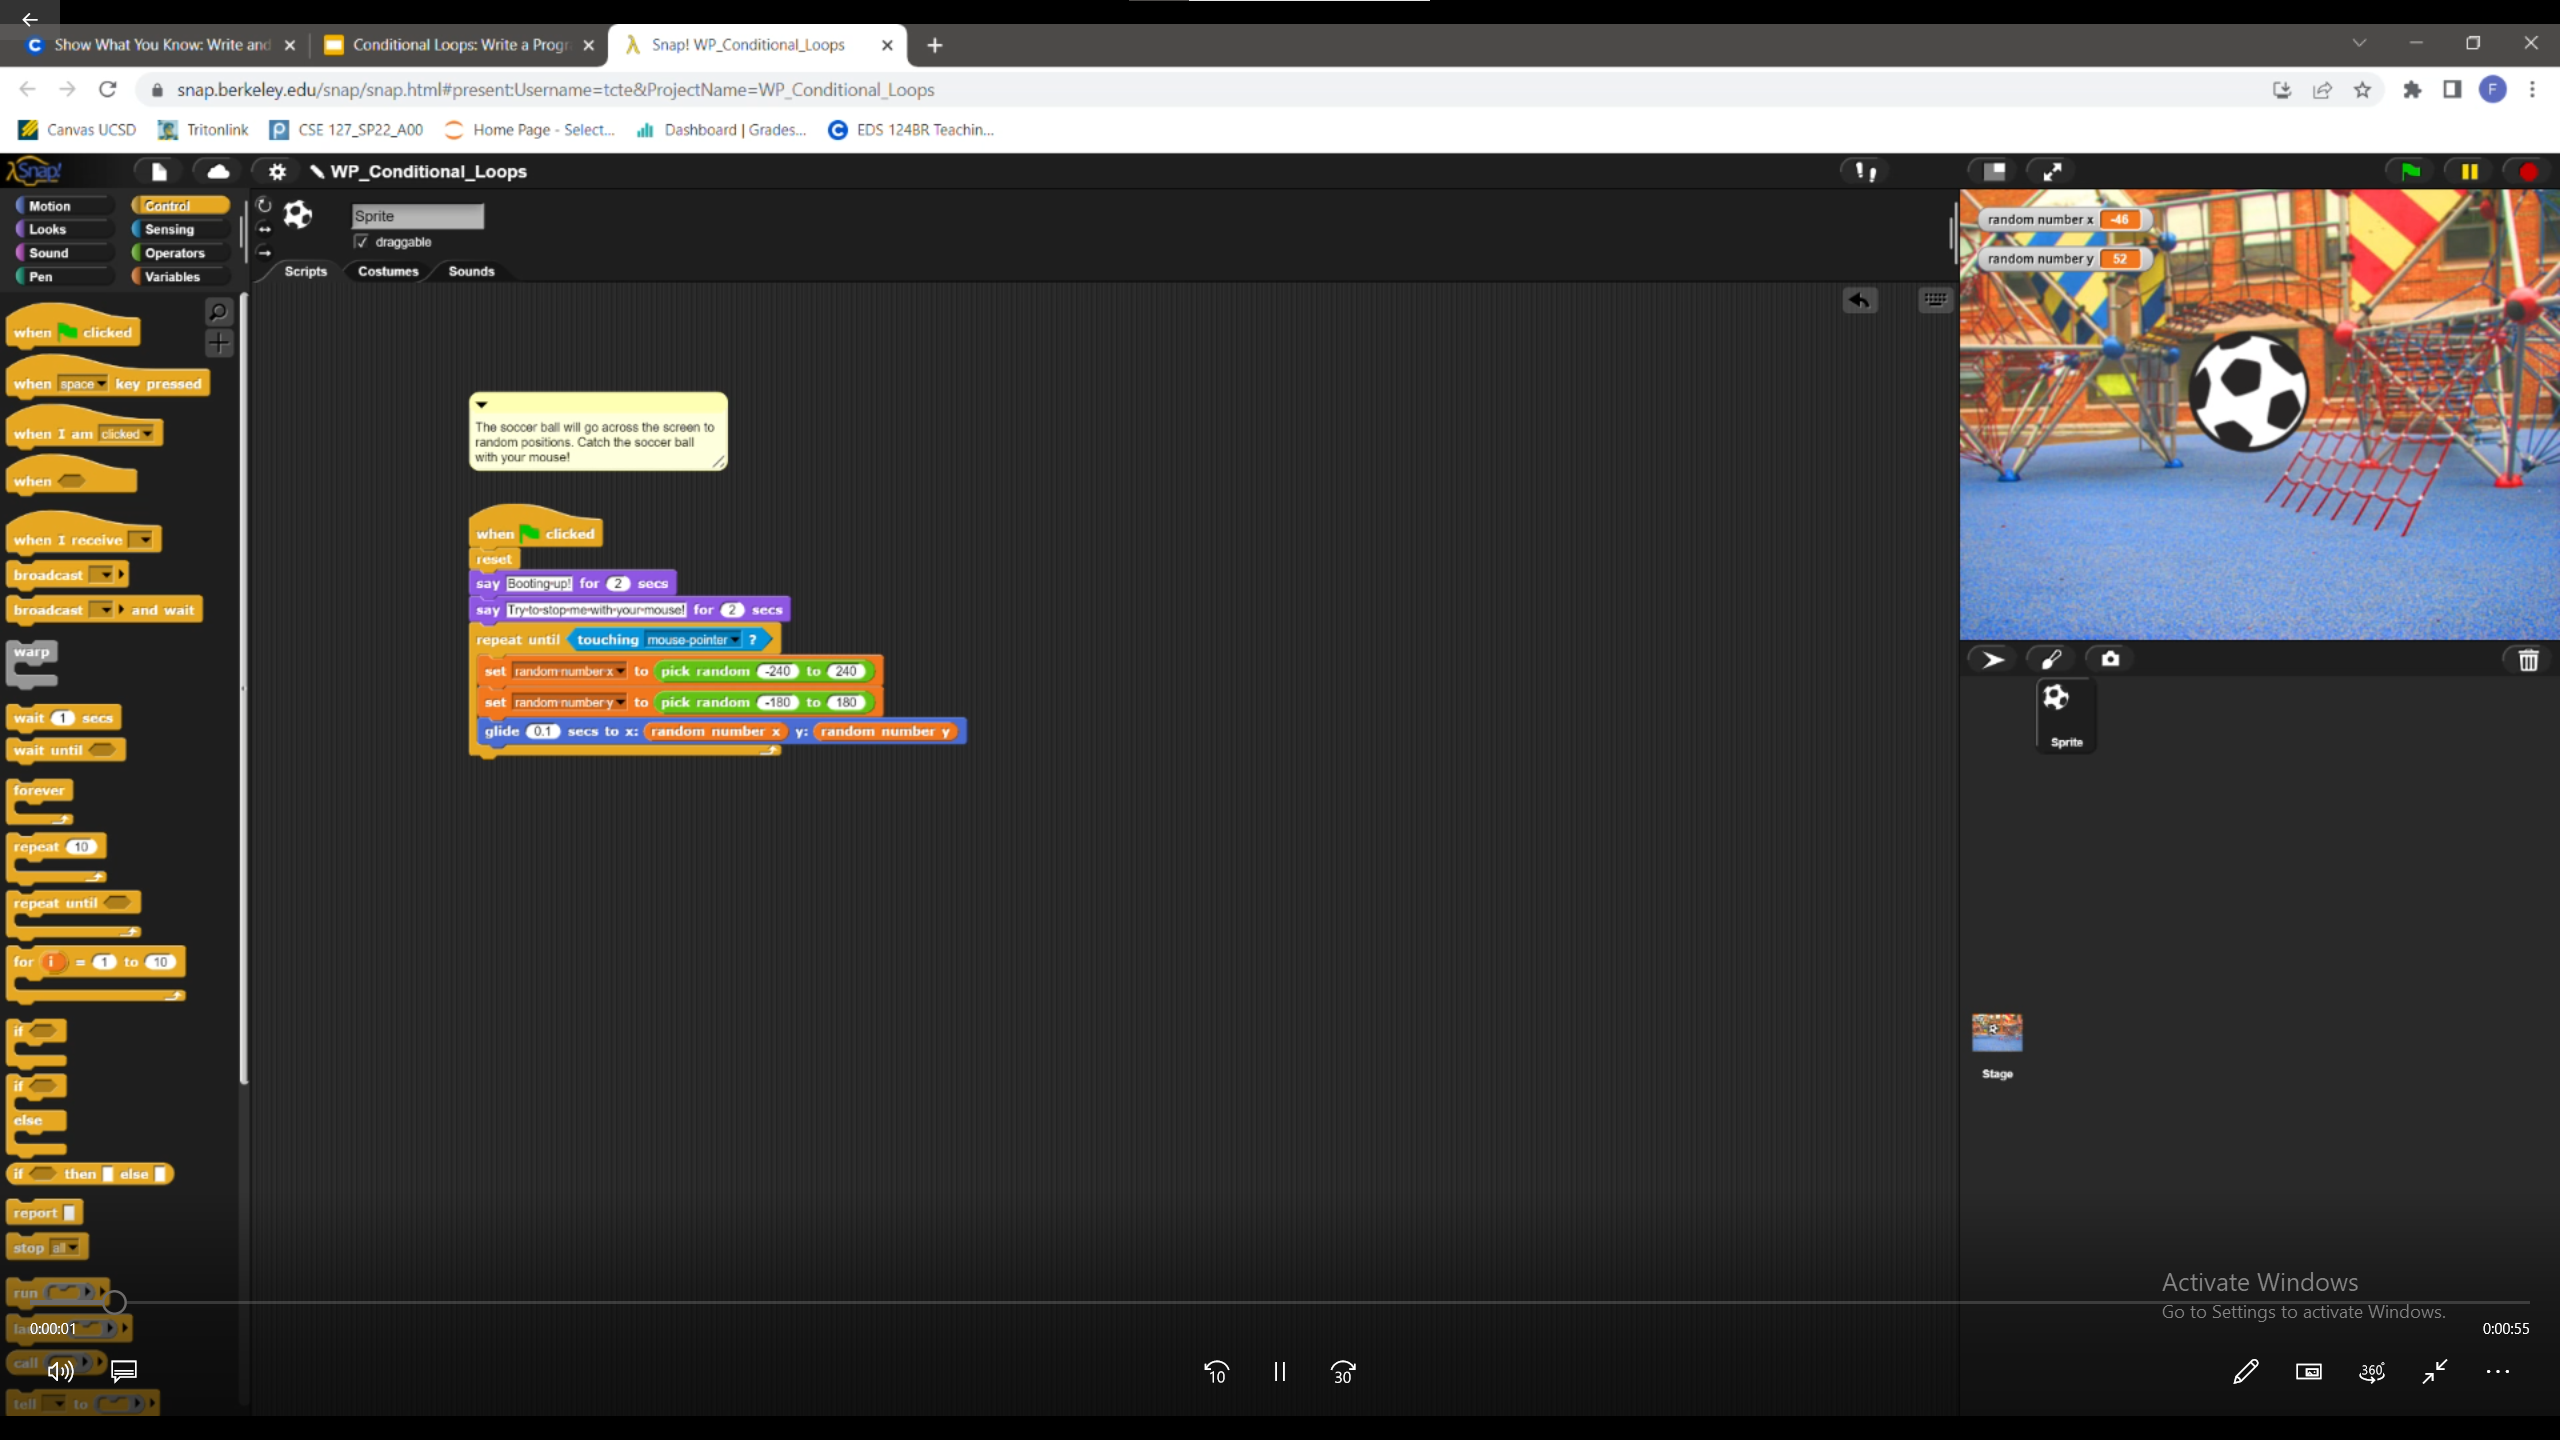 Show What You Know: Write and
Conditional Loops: Write a Progr
Snap! WP_Conditional_Loops
snap.berkeley.edu/snap/snap.html#present:Username=tcte&ProjectName=WP_Conditional_Loops
F
Canvas UCSD
Tritonlink
CSE 127_SP22_A00
Home Page - Select...
Dashboard | Grades...
EDS 124BR Teachin...
Snap!
WP_Conditional_Loops
Motion
Control
Looks
Sensing
Sound
Operators
Pen
Variables
Sprite
draggable
Scripts
Costumes
Sounds
when clicked
when space key pressed
when I am clicked
when
when I receive
broadcast
broadcast and wait
warp
wait 1 secs
wait until
forever
repeat 10
repeat until
for i = 1 to 10
if
if
else
if then else
report
stop all
run
call
tell to
The soccer ball will go across the screen to
random positions. Catch the soccer ball
with your mouse!
when clicked
reset
say Booting up! for 2 secs
say Try to stop me with your mouse! for 2 secs
repeat until touching mouse-pointer ?
set random number x to pick random -240 to 240
set random number y to pick random -180 to 180
glide 0.1 secs to x: random number x y: random number y
random number x -46
random number y 52
Sprite
Stage
Activate Windows
Go to Settings to activate Windows.
0:00:01
0:00:55
10
30
360°